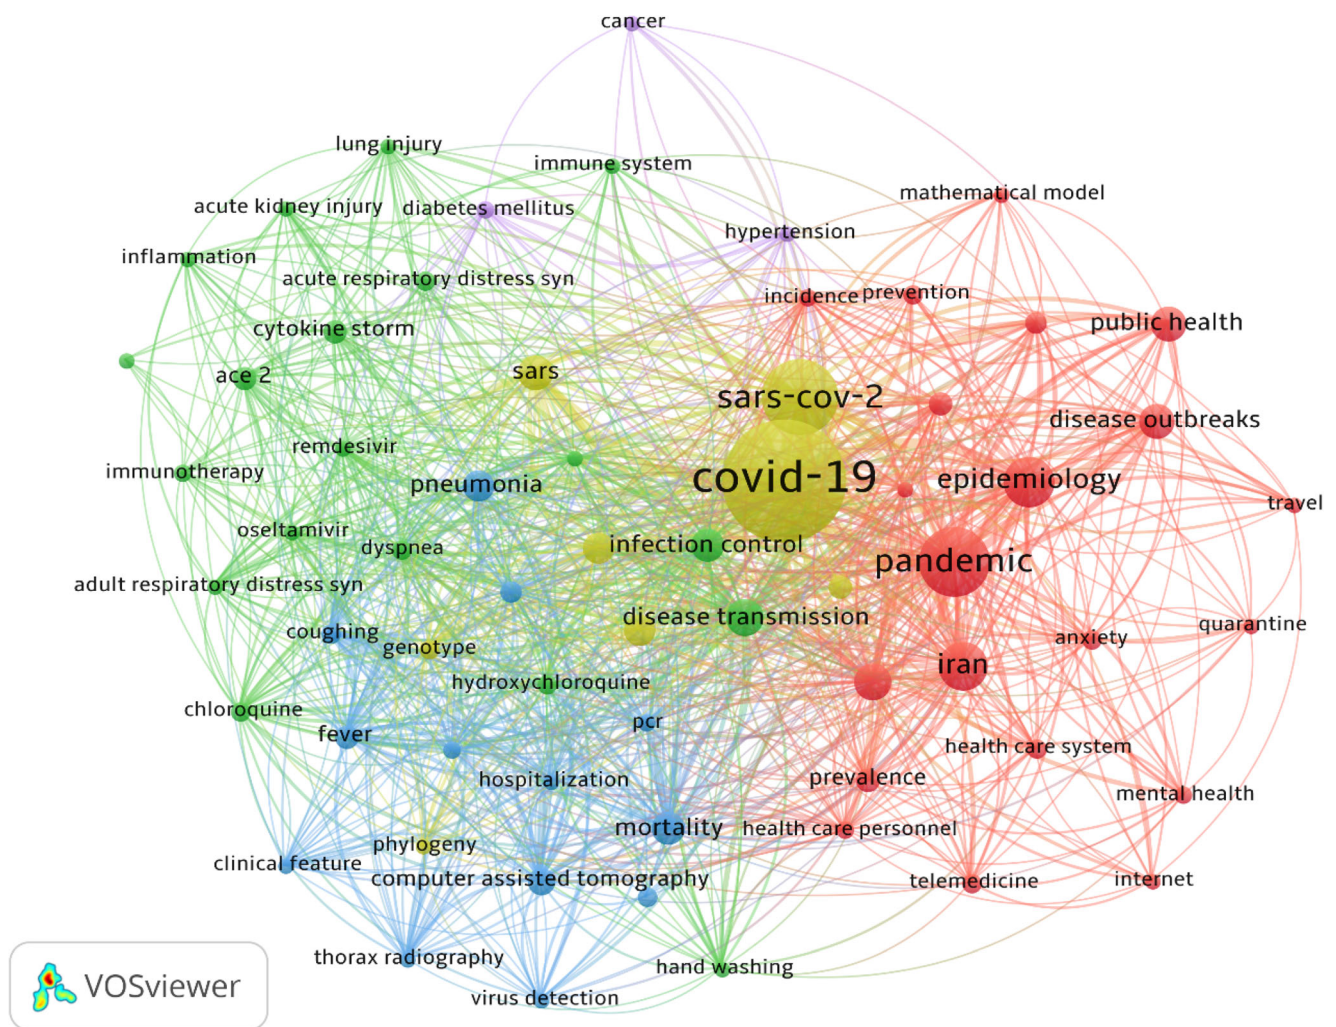 cancer
lung injury
immune system
mathematical model
acute kidney injury
diabetes mellitus
hypertension
inflammation
acute respiratory distress syn
incidence
prevention
cytokine storm
public health
ace 2
sars
sars-cov-2
disease outbreaks
remdesivir
immunotherapy
pneumonia
covid-19
epidemiology
travel
oseltamivir
dyspnea
infection control
pandemic
adult respiratory distress syn
disease transmission
quarantine
coughing
genotype
anxiety
iran
hydroxychloroquine
chloroquine
fever
pcr
health care system
hospitalization
prevalence
mental health
mortality
health care personnel
phylogeny
clinical feature
computer assisted tomography
telemedicine
internet
thorax radiography
hand washing
virus detection
VOSviewer